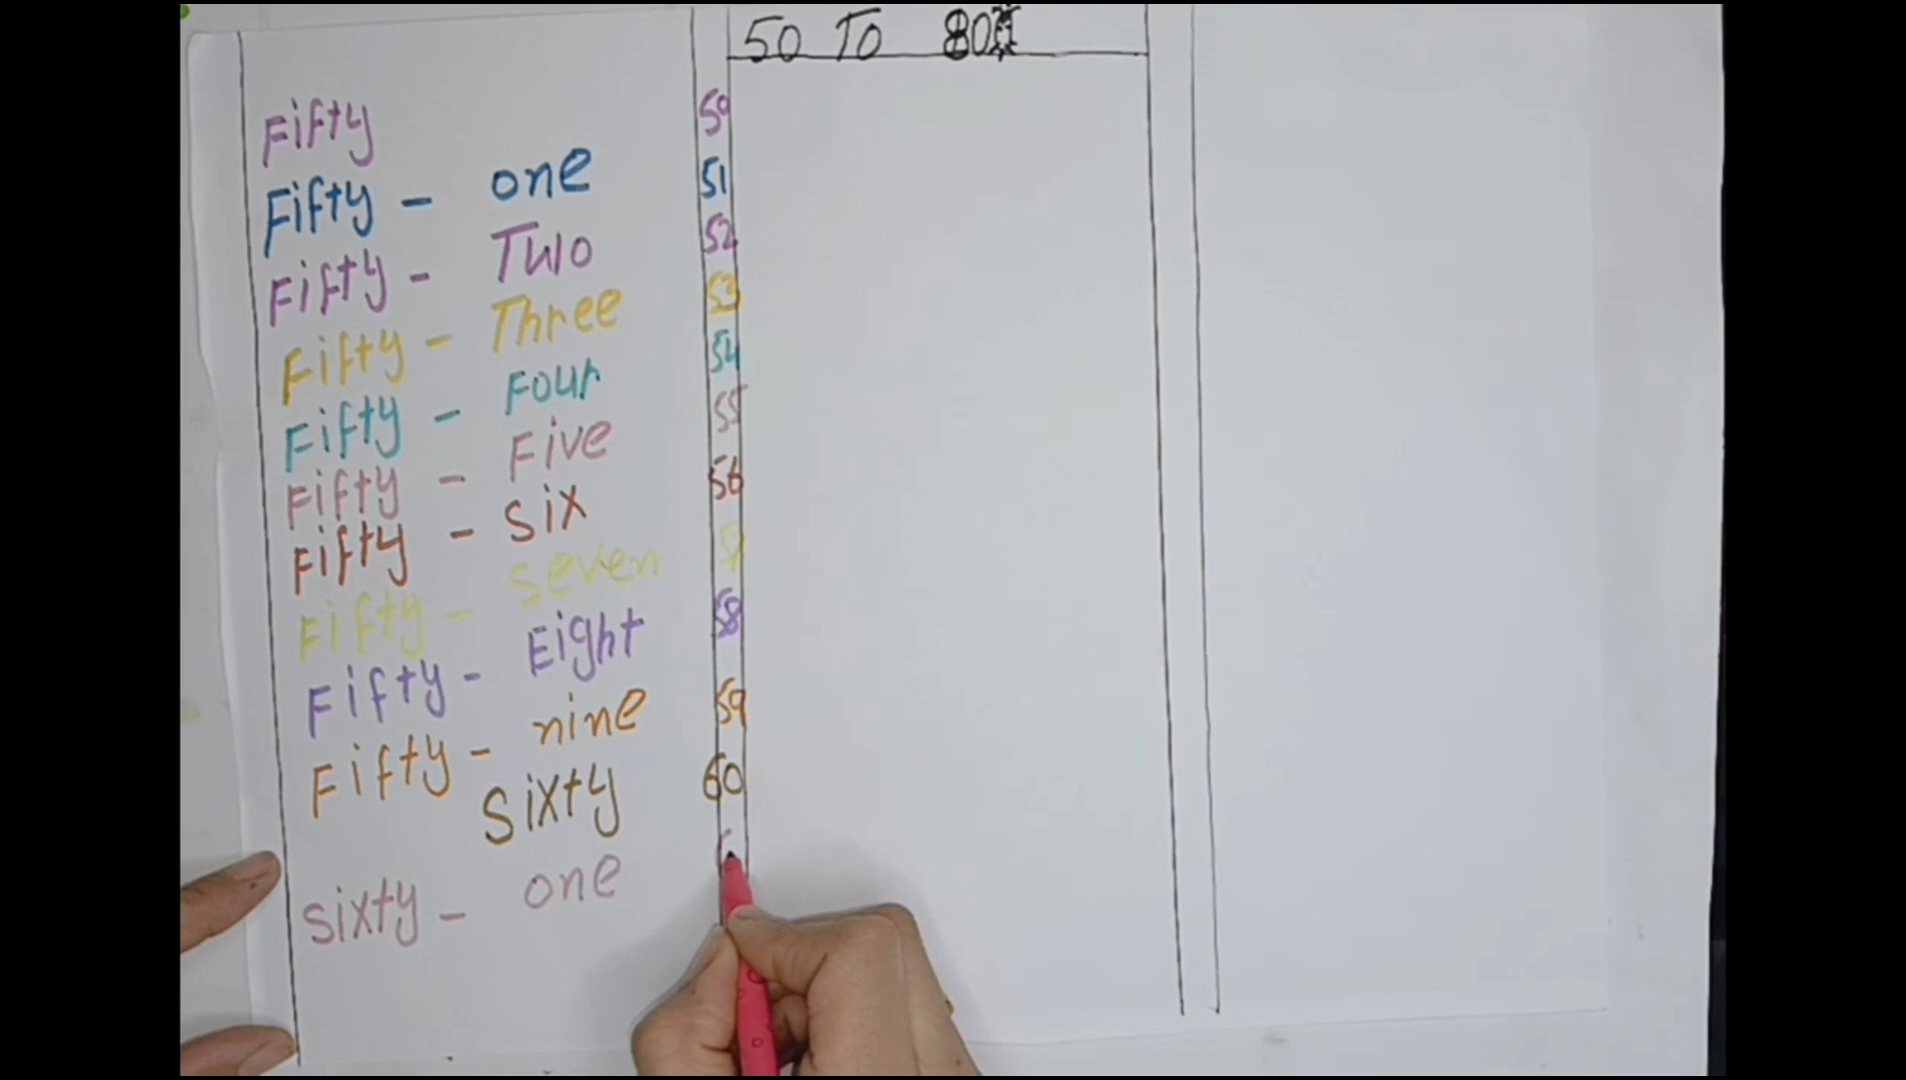 50 TO 80
Fifty 50
Fifty - one 51
Fifty - Two 52
Fifty - Three 53
Fifty - Four 54
Fifty - Five 55
Fifty - six 56
Fifty - seven 57
Fifty - Eight 58
Fifty - nine 59
sixty 60
sixty - one